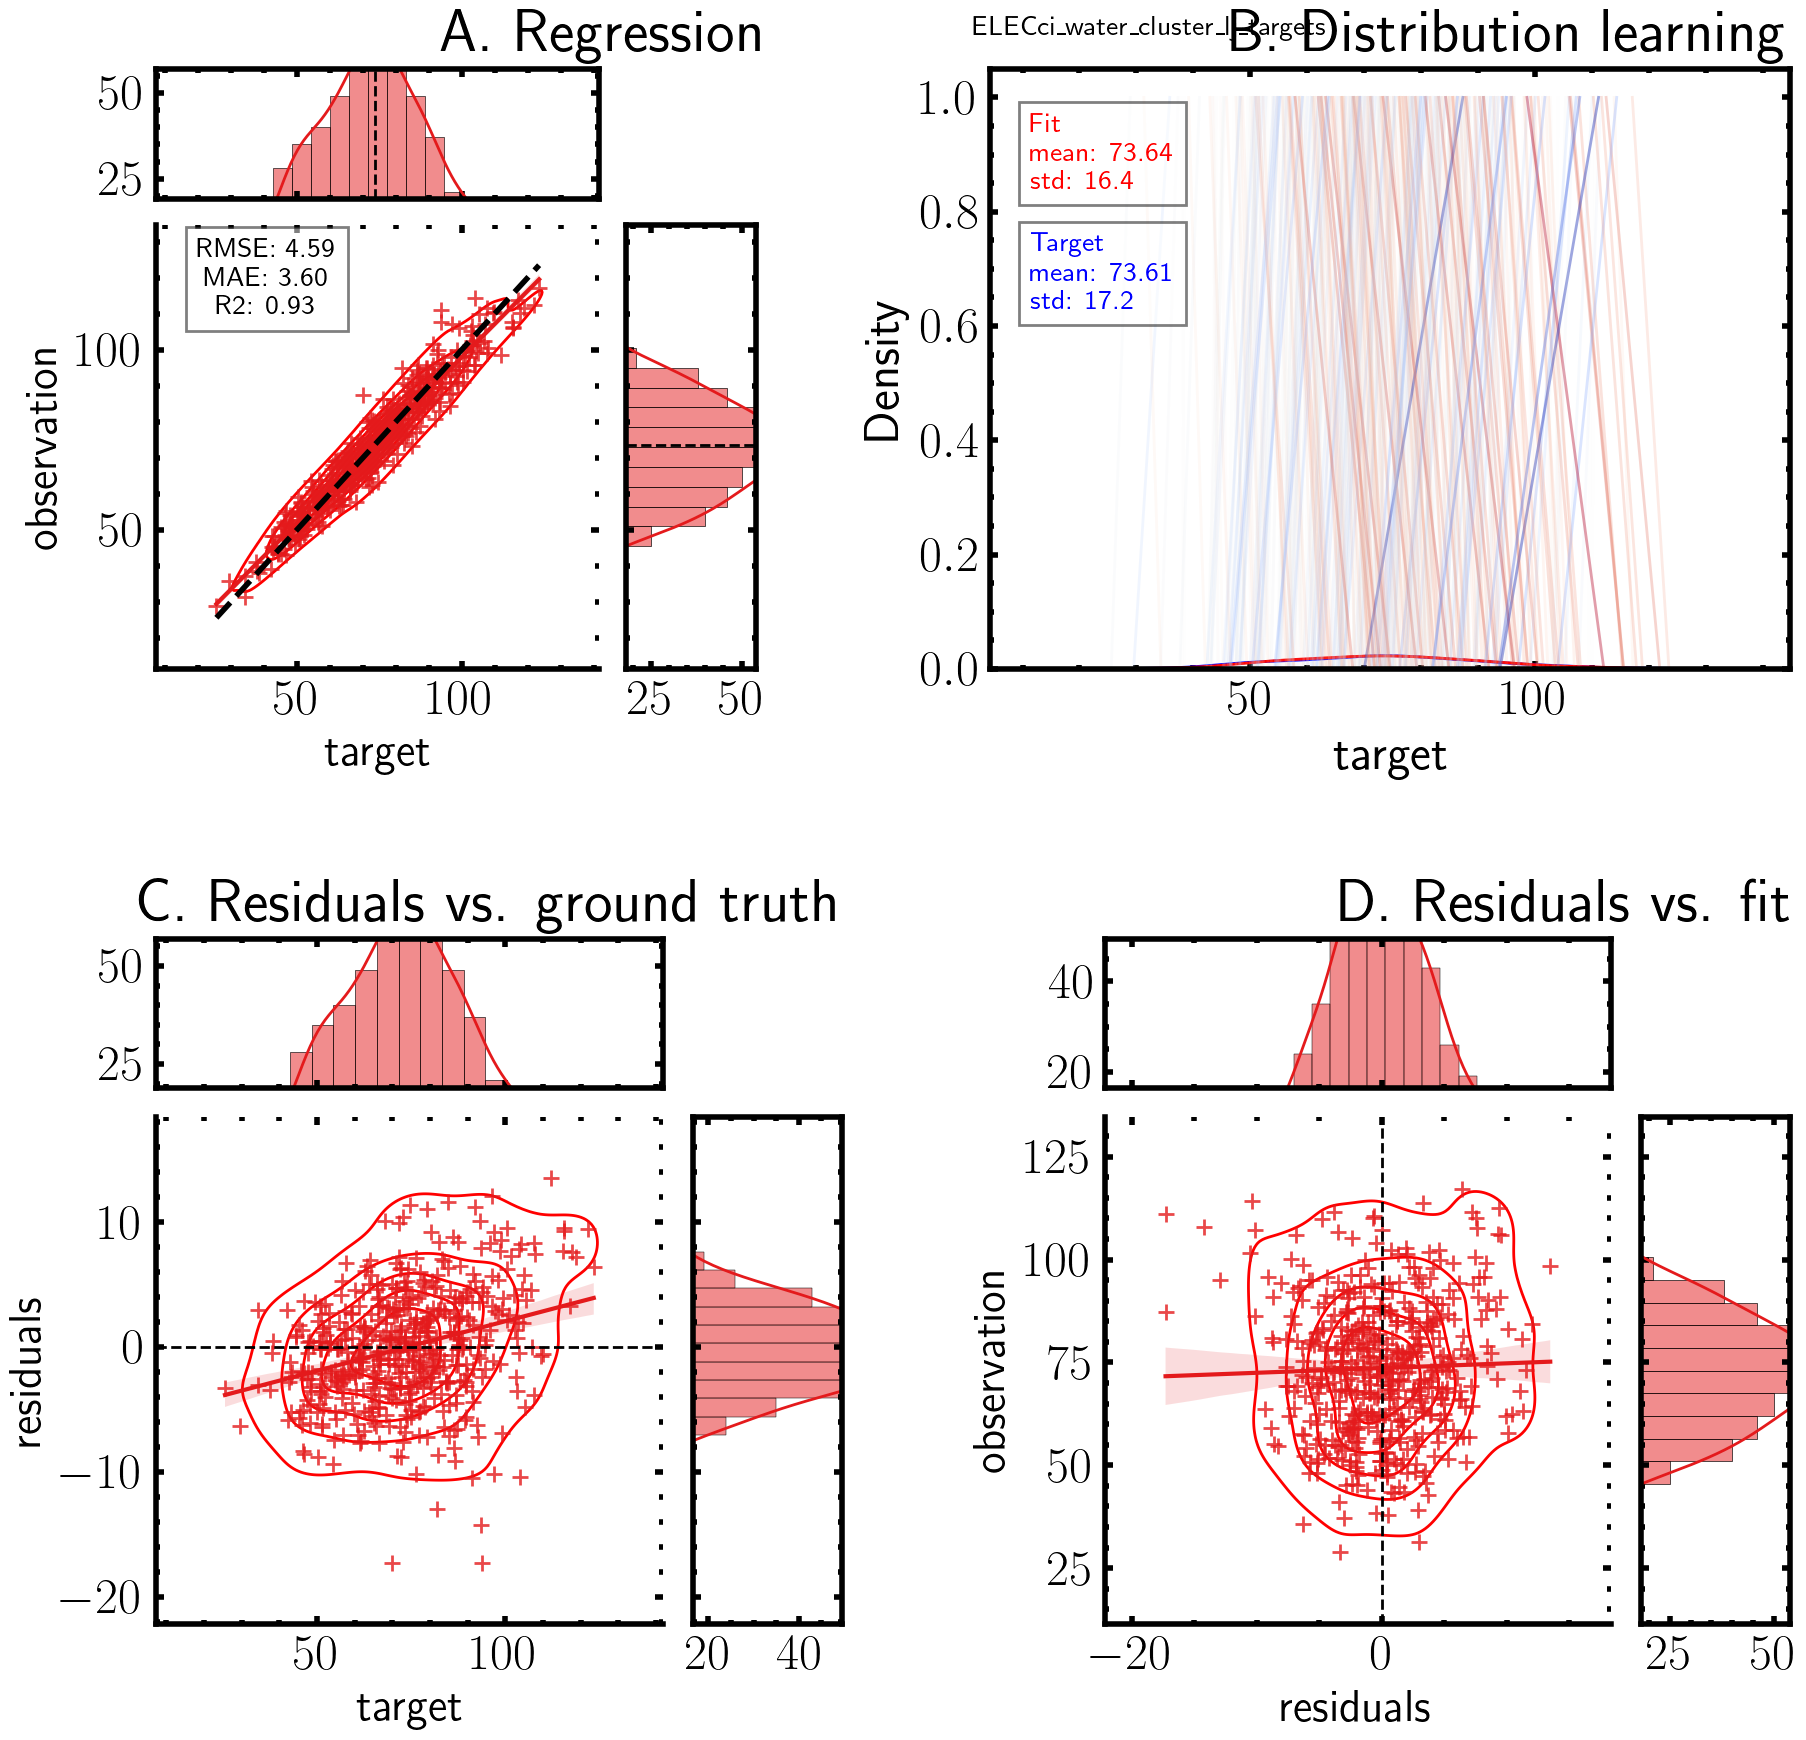 A. Regression
50
25
RMSE: 4.59
MAE: 3.60
R2: 0.93
observation
100
50
50
100
target
25
50
B. Distribution learning
Fit
mean: 73.64
std: 16.4
Target
mean: 73.61
std: 17.2
Density
1.0
0.8
0.6
0.4
0.2
0.0
50
100
target
C. Residuals vs. ground truth
50
25
residuals
10
0
−10
−20
50
100
target
20
40
D. Residuals vs. fit
40
20
observation
125
100
75
50
25
−20
0
residuals
25
50